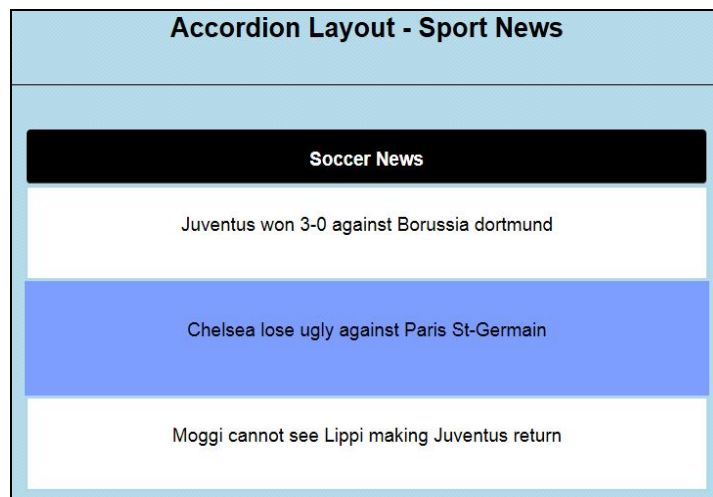 Accordion Layout - Sport News
Soccer News
Juventus won 3-0 against Borussia dortmund
Chelsea lose ugly against Paris St-Germain
Moggi cannot see Lippi making Juventus return